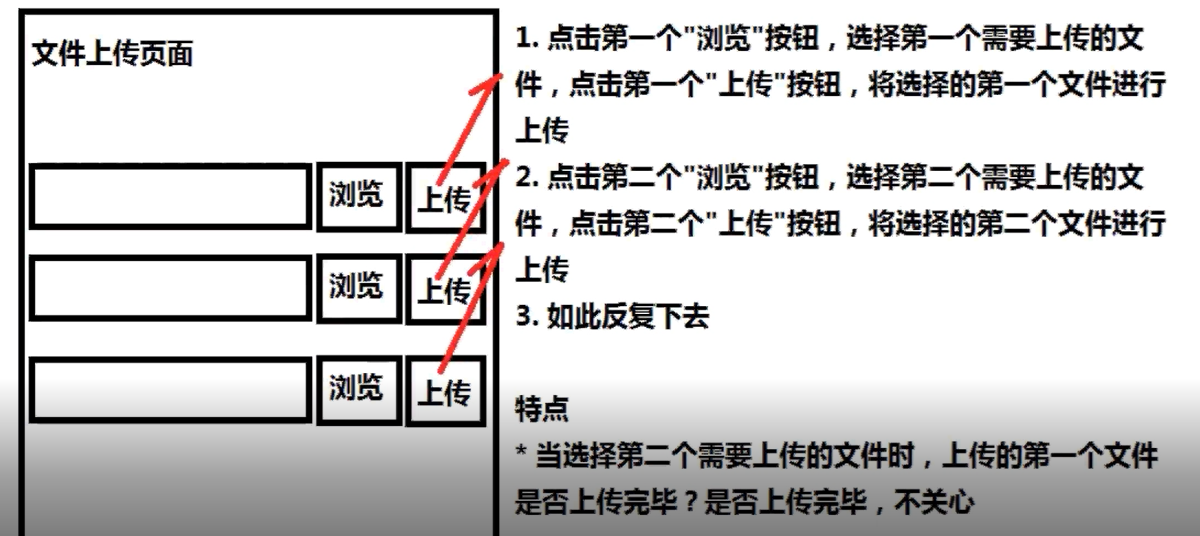 文件上传页面
浏览 上传
浏览 上传
浏览 上传
1. 点击第一个"浏览"按钮，选择第一个需要上传的文
件，点击第一个"上传"按钮，将选择的第一个文件进行
上传
2. 点击第二个"浏览"按钮，选择第二个需要上传的文
件，点击第二个"上传"按钮，将选择的第二个文件进行
上传
3. 如此反复下去
特点
* 当选择第二个需要上传的文件时，上传的第一个文件
是否上传完毕？是否上传完毕，不关心